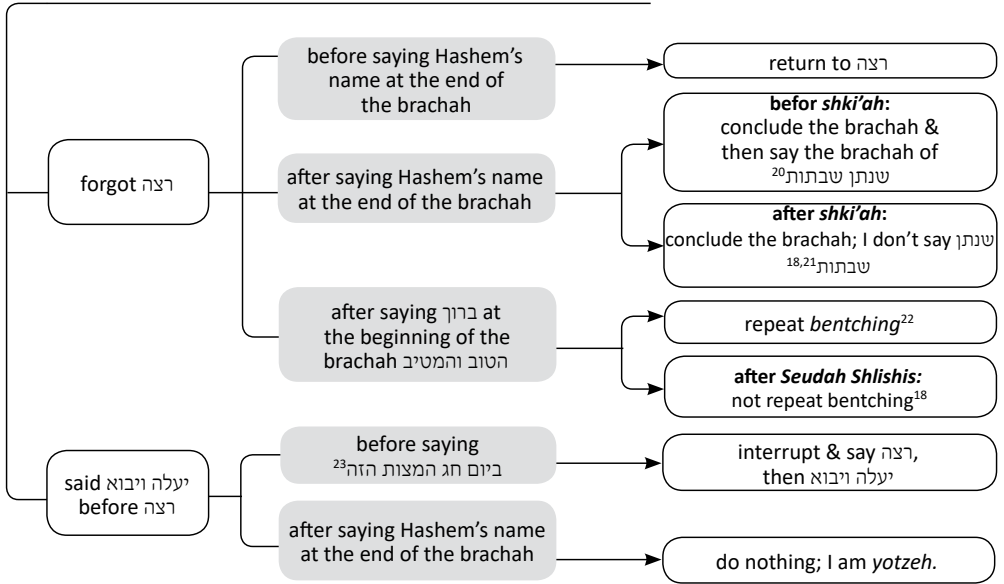 forgot רצה
before saying Hashem’s
name at the end of
the brachah
return to רצה
after saying Hashem’s name
at the end of the brachah
befor shki’ah:
conclude the brachah &
then say the brachah of
שנתן שבתות20
after shki’ah:
conclude the brachah; I don’t say שנתן
שבתות18,21
after saying ברוך at
the beginning of the
brachah הטוב והמטיב
repeat bentching22
after Seudah Shlishis:
not repeat bentching18
said יעלה ויבוא
before רצה
before saying
ביום חג המצות הזה23
interrupt & say רצה,
then יעלה ויבוא
after saying Hashem’s name
at the end of the brachah
do nothing; I am yotzeh.